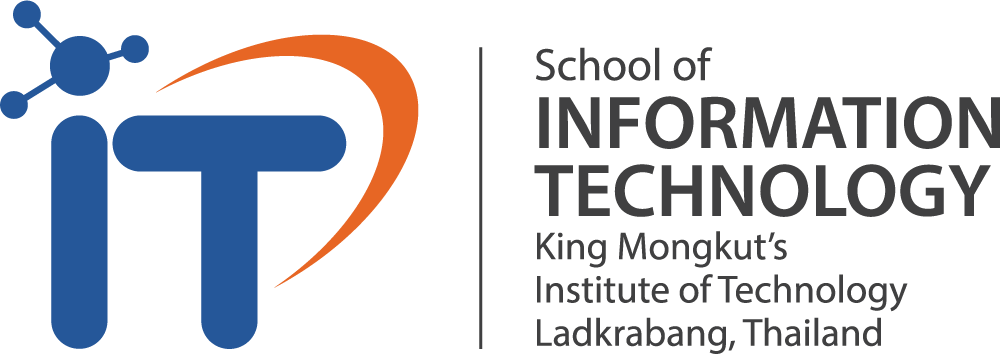 IT
School of
INFORMATION
TECHNOLOGY
King Mongkut’s
Institute of Technology
Ladkrabang, Thailand